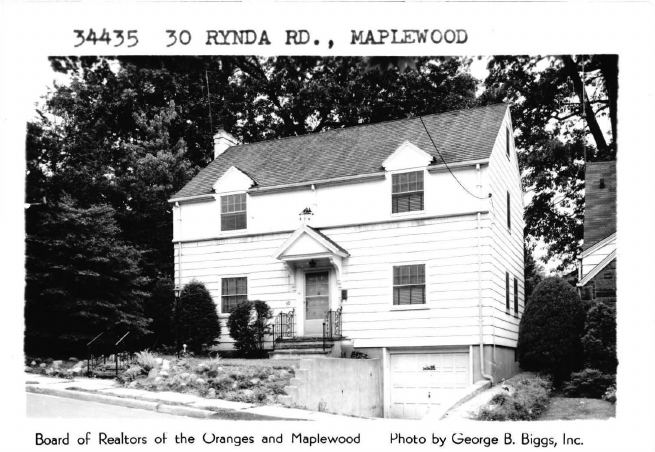 34435 30 RYNDA RD., MAPLEWOOD
Board of Realtors of the Oranges and Maplewood Photo by George B. Biggs, Inc.